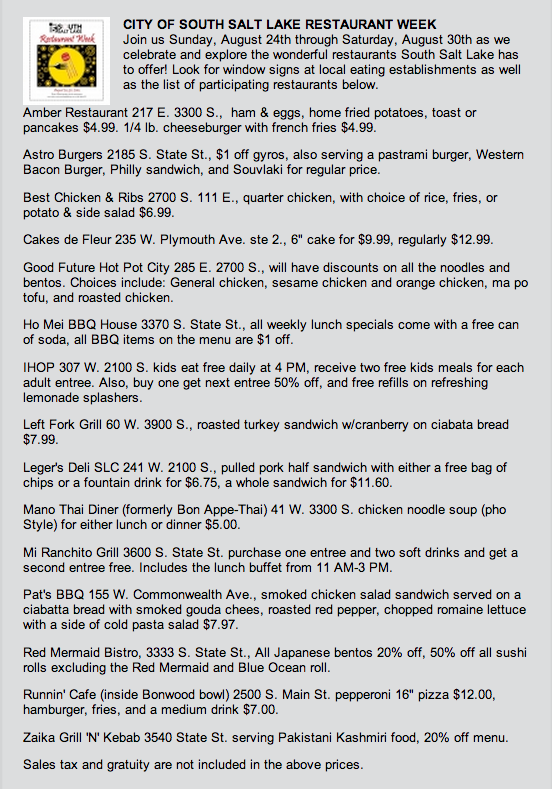 SOUTH
SALT LAKE
Restaurant Week
CITY OF SOUTH SALT LAKE RESTAURANT WEEK
Join us Sunday, August 24th through Saturday, August 30th as we
celebrate and explore the wonderful restaurants South Salt Lake has
to offer! Look for window signs at local eating establishments as well
as the list of participating restaurants below.
Amber Restaurant 217 E. 3300 S.,  ham & eggs, home fried potatoes, toast or
pancakes $4.99. 1/4 lb. cheeseburger with french fries $4.99.
Astro Burgers 2185 S. State St., $1 off gyros, also serving a pastrami burger, Western
Bacon Burger, Philly sandwich, and Souvlaki for regular price.
Best Chicken & Ribs 2700 S. 111 E., quarter chicken, with choice of rice, fries, or
potato & side salad $6.99.
Cakes de Fleur 235 W. Plymouth Ave. ste 2., 6" cake for $9.99, regularly $12.99.
Good Future Hot Pot City 285 E. 2700 S., will have discounts on all the noodles and
bentos. Choices include: General chicken, sesame chicken and orange chicken, ma po
tofu, and roasted chicken.
Ho Mei BBQ House 3370 S. State St., all weekly lunch specials come with a free can
of soda, all BBQ items on the menu are $1 off.
IHOP 307 W. 2100 S. kids eat free daily at 4 PM, receive two free kids meals for each
adult entree. Also, buy one get next entree 50% off, and free refills on refreshing
lemonade splashers.
Left Fork Grill 60 W. 3900 S., roasted turkey sandwich w/cranberry on ciabata bread
$7.99.
Leger's Deli SLC 241 W. 2100 S., pulled pork half sandwich with either a free bag of
chips or a fountain drink for $6.75, a whole sandwich for $11.60.
Mano Thai Diner (formerly Bon Appe-Thai) 41 W. 3300 S. chicken noodle soup (pho
Style) for either lunch or dinner $5.00.
Mi Ranchito Grill 3600 S. State St. purchase one entree and two soft drinks and get a
second entree free. Includes the lunch buffet from 11 AM-3 PM.
Pat's BBQ 155 W. Commonwealth Ave., smoked chicken salad sandwich served on a
ciabatta bread with smoked gouda chees, roasted red pepper, chopped romaine lettuce
with a side of cold pasta salad $7.97.
Red Mermaid Bistro, 3333 S. State St., All Japanese bentos 20% off, 50% off all sushi
rolls excluding the Red Mermaid and Blue Ocean roll.
Runnin' Cafe (inside Bonwood bowl) 2500 S. Main St. pepperoni 16" pizza $12.00,
hamburger, fries, and a medium drink $7.00.
Zaika Grill 'N' Kebab 3540 State St. serving Pakistani Kashmiri food, 20% off menu.
Sales tax and gratuity are not included in the above prices.